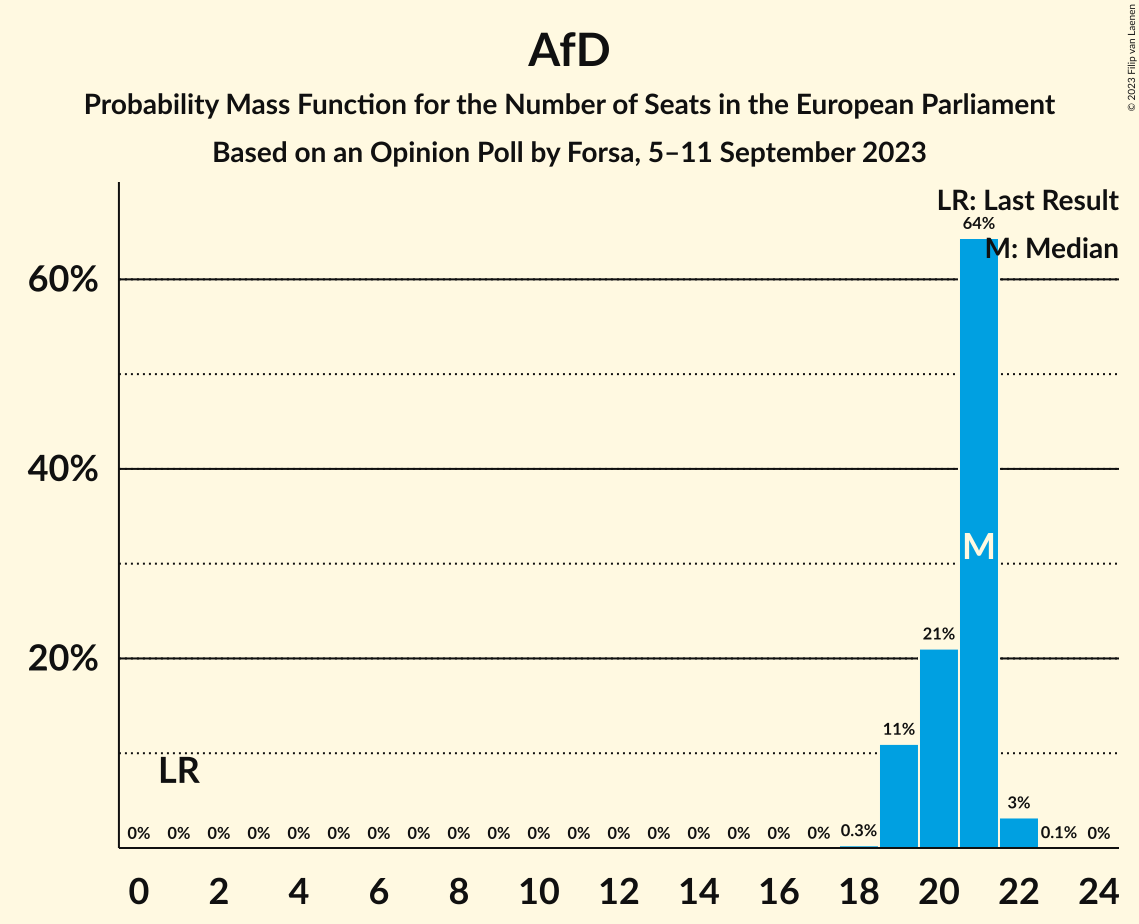 AfD
Probability Mass Function for the Number of Seats in the European Parliament
Based on an Opinion Poll by Forsa, 5–11 September 2023
© 2023 Filip van Laenen
LR: Last Result
64%
M: Median
60%
40%
M
21%
20%
11%
LR
3%
0% 0% 0% 0% 0% 0% 0% 0% 0% 0% 0% 0% 0% 0% 0% 0% 0% 0% 0.3% 0.1% 0%
0 2 4 6 8 10 12 14 16 18 20 22 24